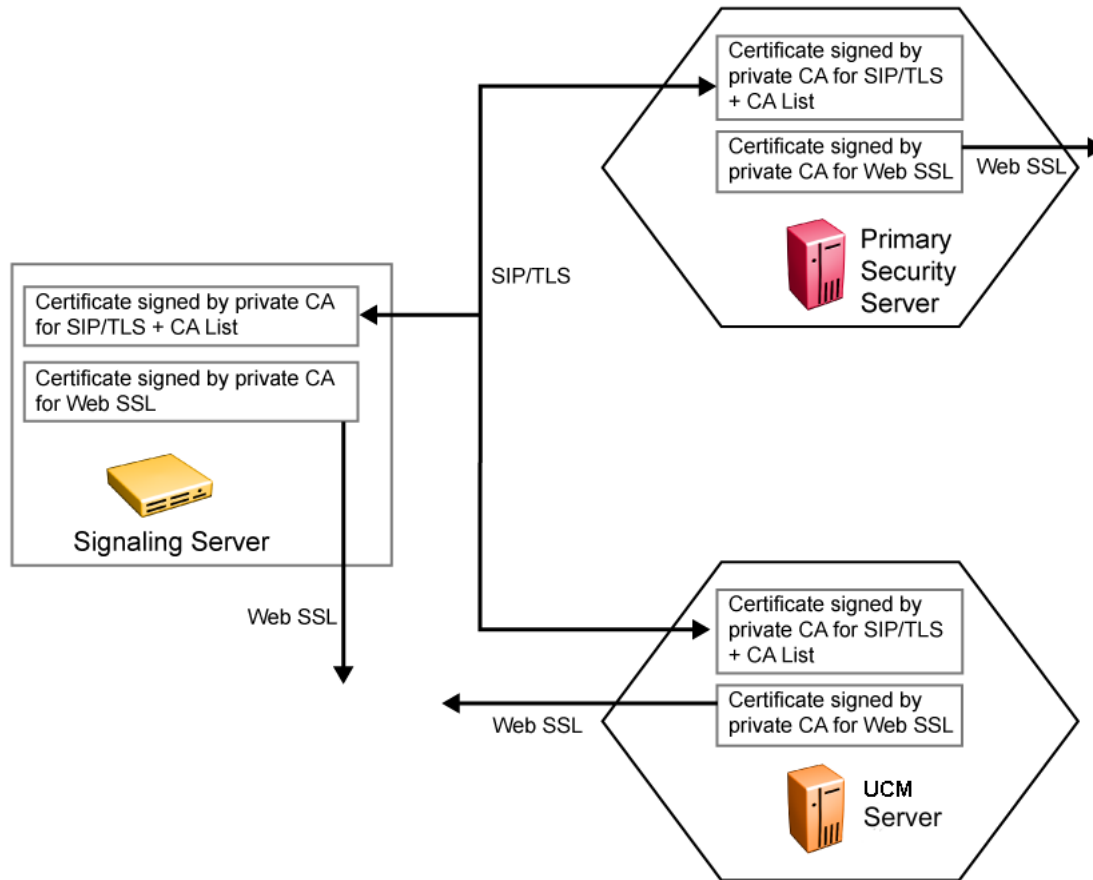 Certificate signed by
private CA for SIP/TLS
+ CA List
Certificate signed by
private CA for Web SSL
Web SSL
Primary
Security
Server
SIP/TLS
Certificate signed by private CA
for SIP/TLS + CA List
Certificate signed by private CA
for Web SSL
Signaling Server
Web SSL
Certificate signed by
private CA for SIP/TLS
+ CA List
Certificate signed by
private CA for Web SSL
Web SSL
UCM
Server